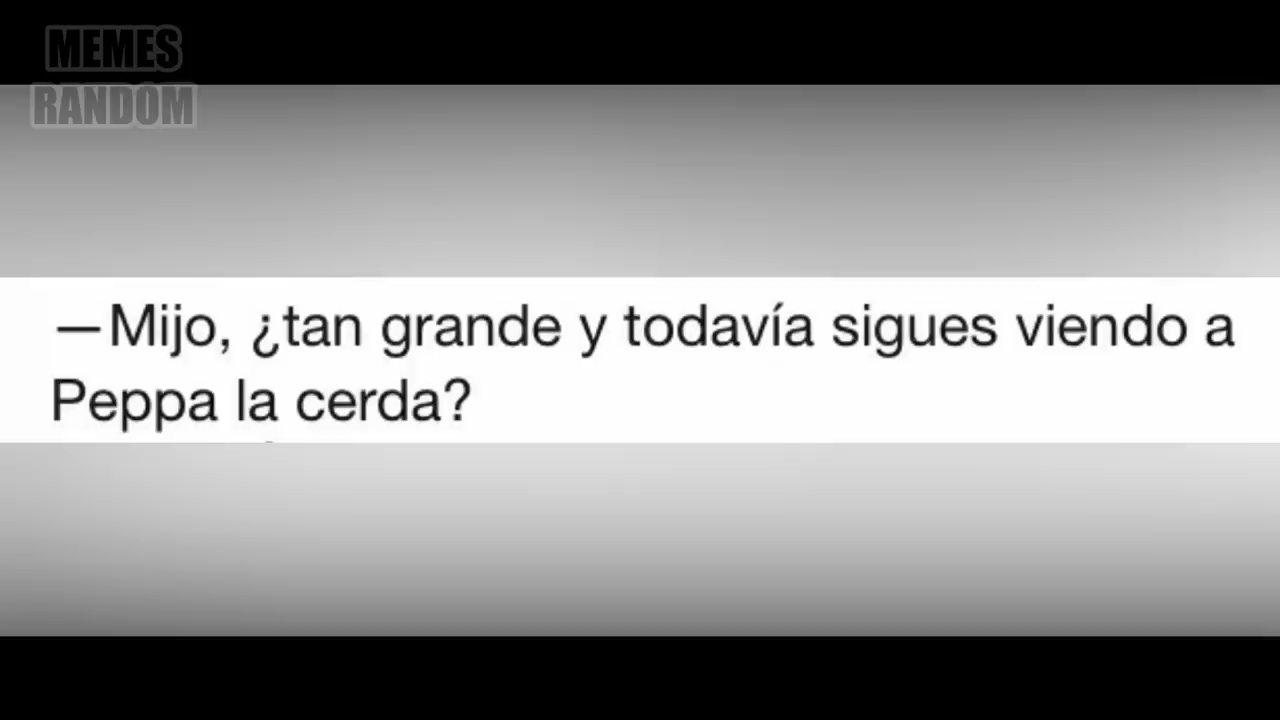 MEMES
RANDOM
—Mijo, ¿tan grande y todavía sigues viendo a
Peppa la cerda?